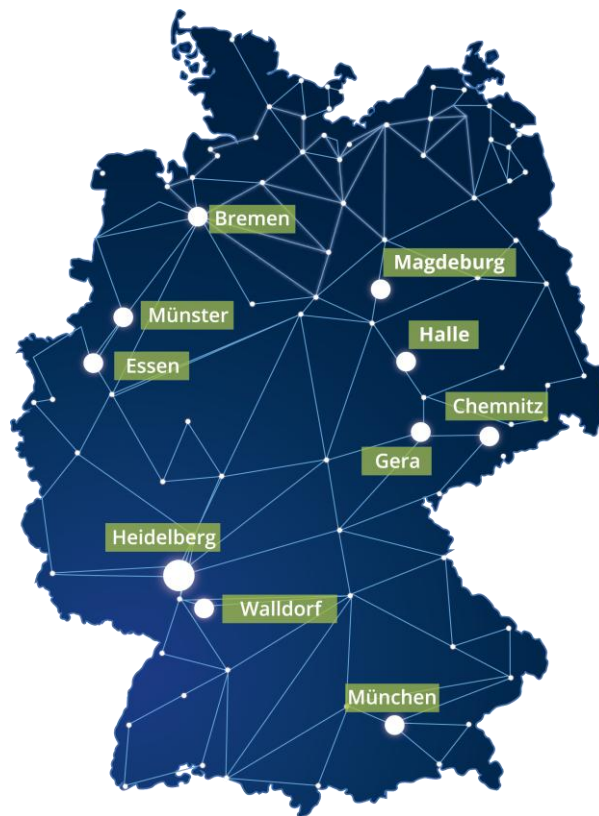 Bremen
Magdeburg
Münster
Halle
Essen
Chemnitz
Gera
Heidelberg
Walldorf
München